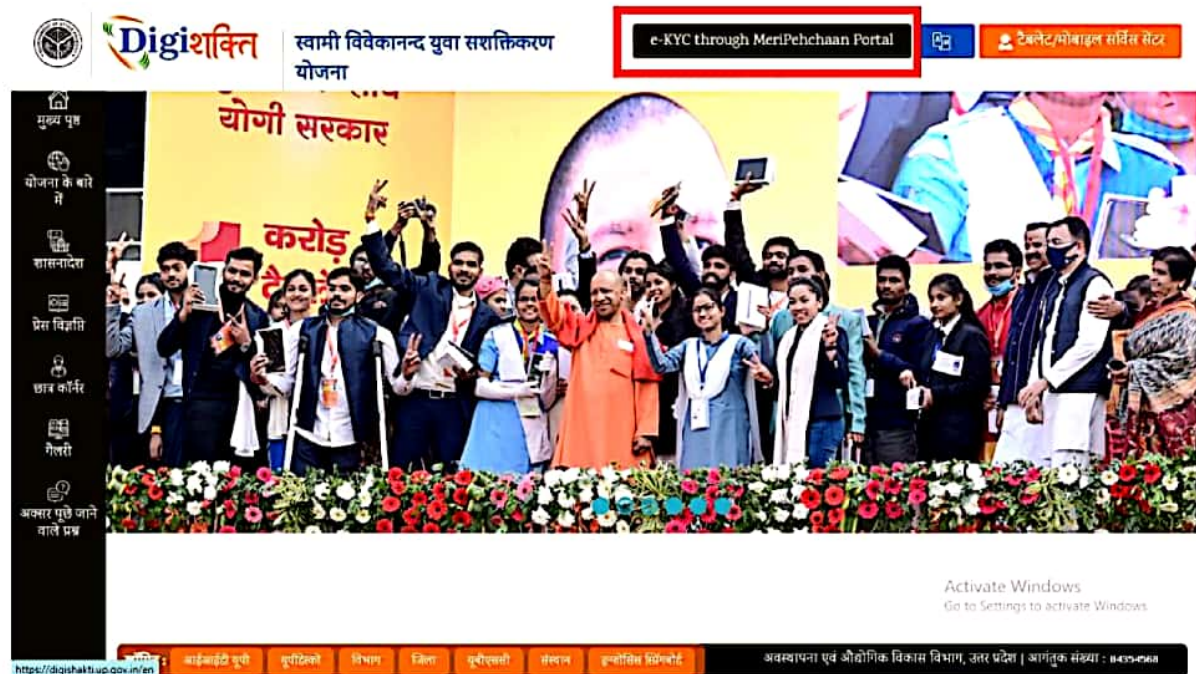 Digiशक्ति
स्वामी विवेकानन्द युवा सशक्तिकरण
योजना
e-KYC through MeriPehchaan Portal
टैबलेट/मोबाइल सर्विस सेंटर
मुख्य पृष्ठ
योजना के बारे
में
शासनादेश
प्रेस विज्ञप्ति
छात्र कॉर्नर
गैलरी
अक्सर पूछे जाने
वाले प्रश्न
योगी सरकार
करोड़
Activate Windows
Go to Settings to activate Windows
आईआईटी यूपी
यूपीडेस्को
विभाग
जिला
यूबीएससी
संस्थान
इन्फोसिस स्प्रिंगबोर्ड
अवस्थापना एवं औद्योगिक विकास विभाग, उत्तर प्रदेश | आगंतुक संख्या : 84354568
https://digishakti.up.gov.in/en